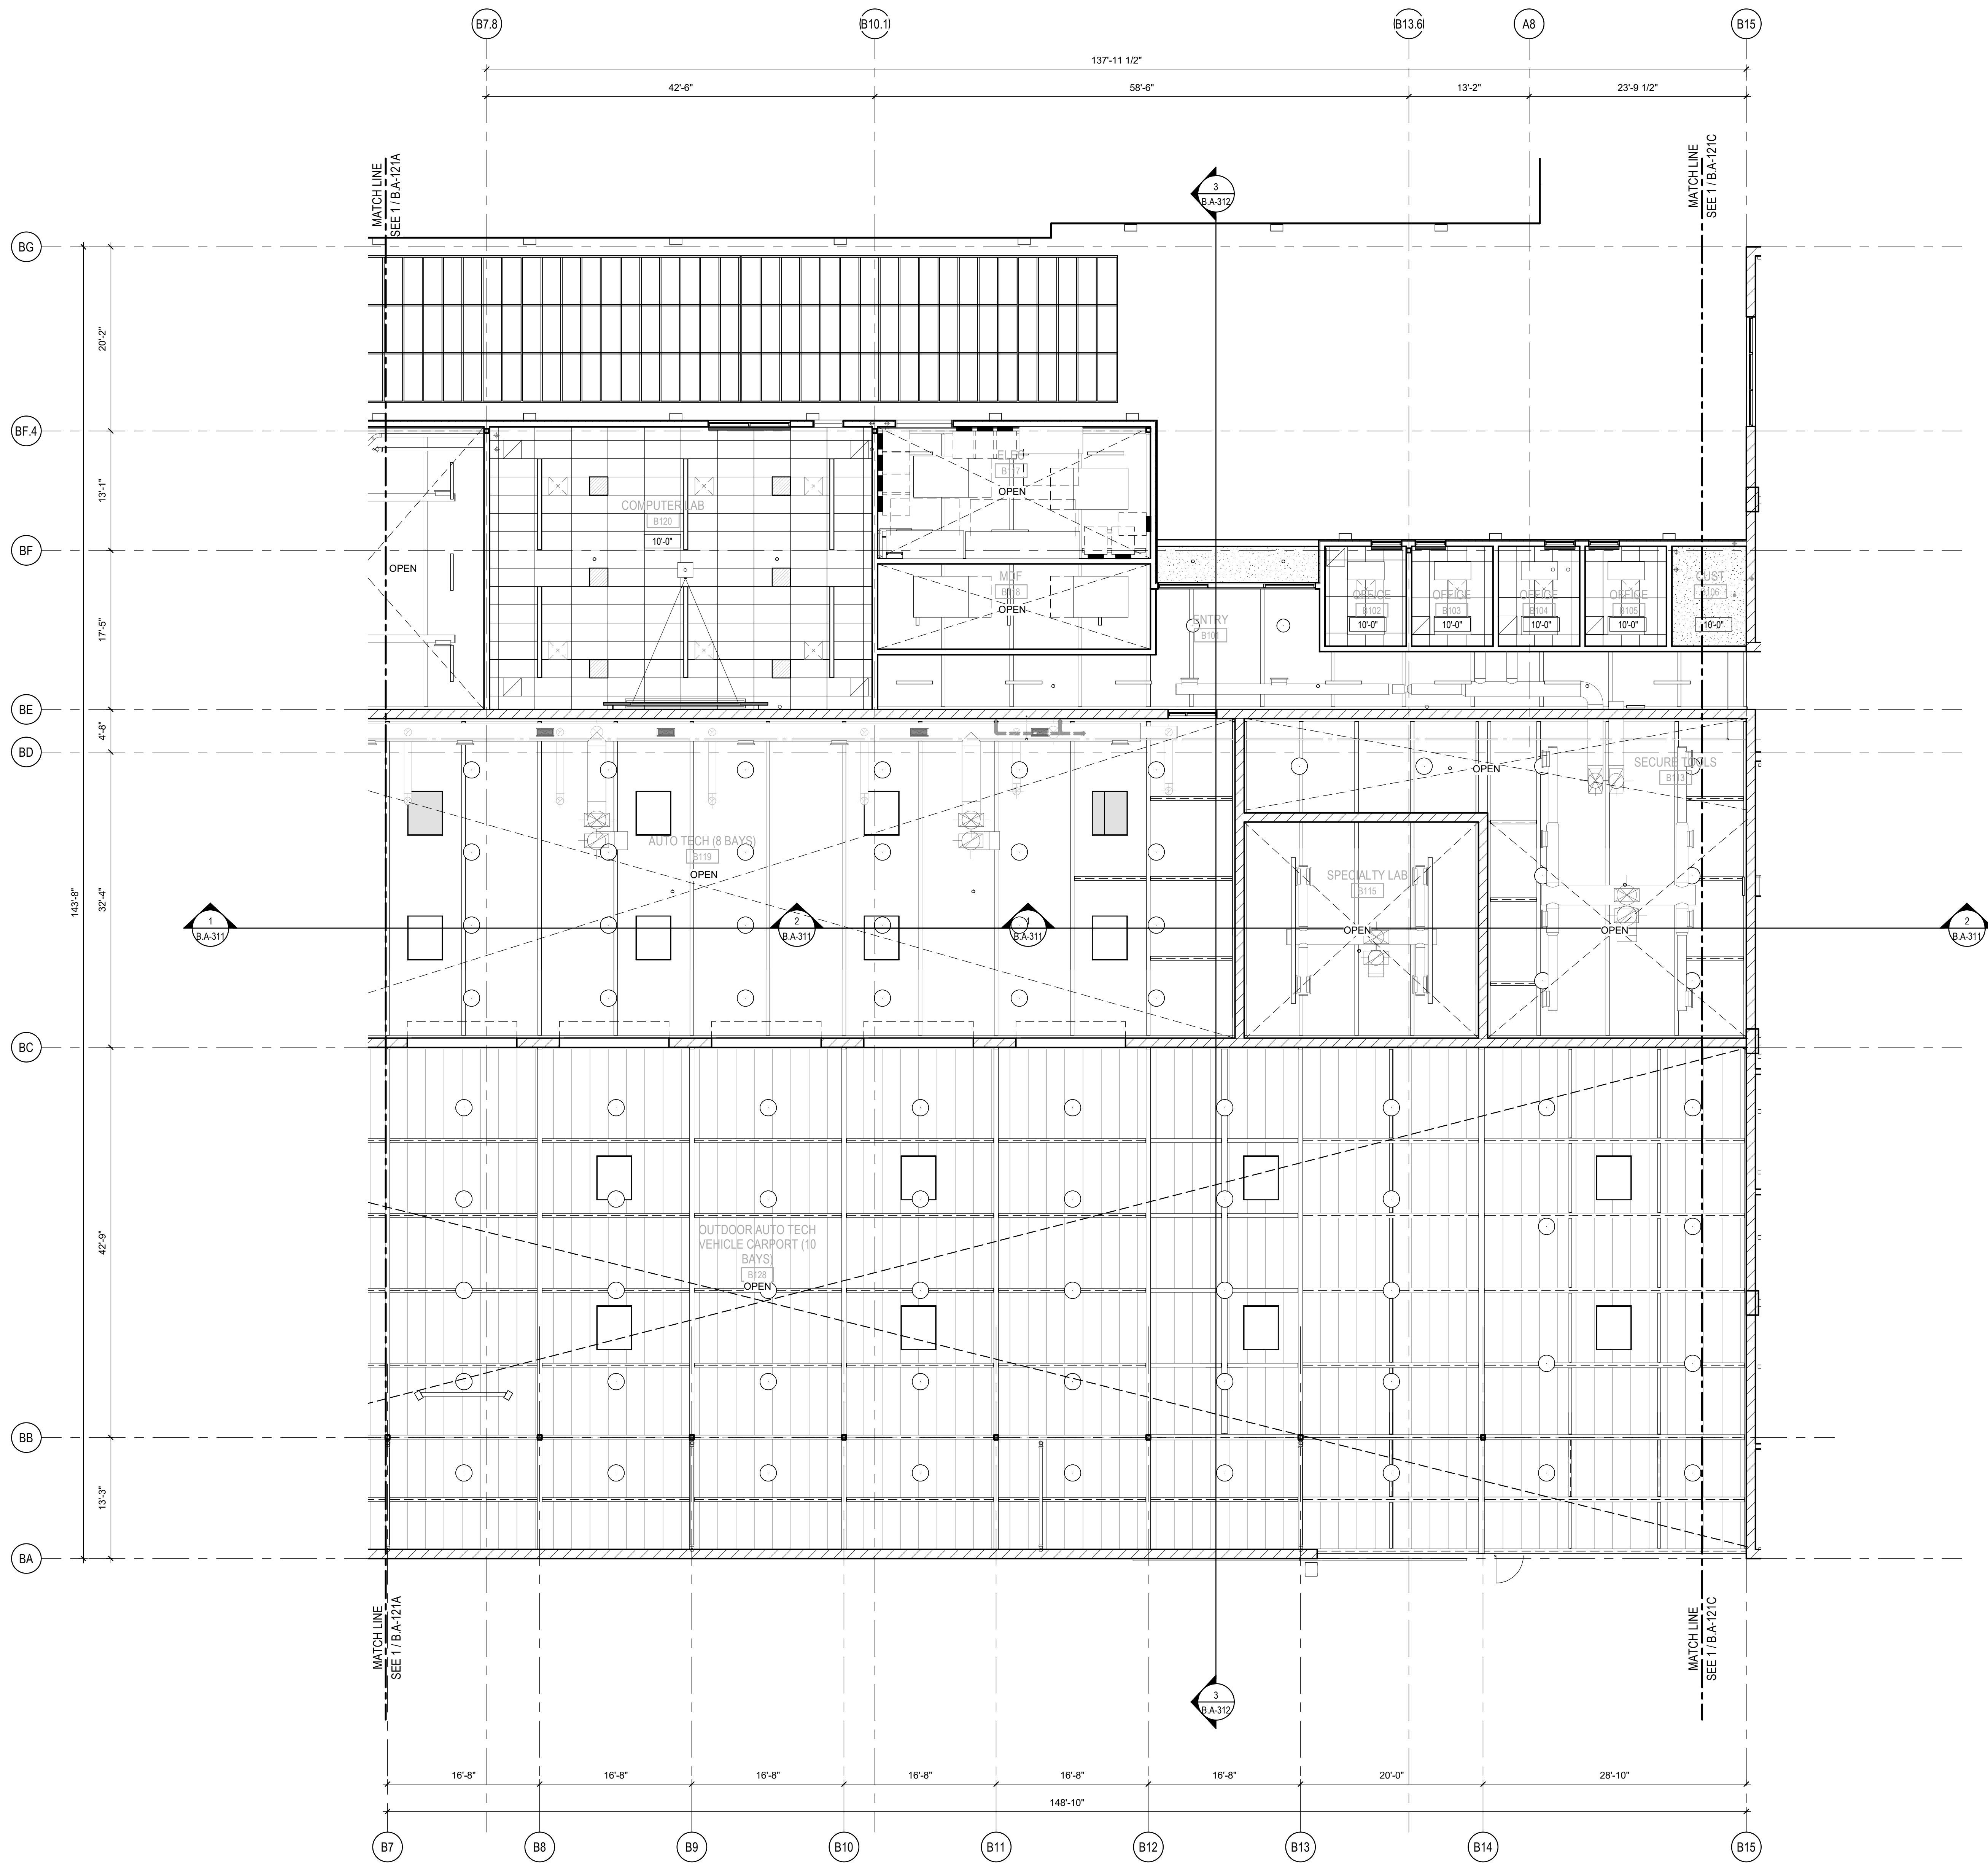 B7.8
B10.1
B13.6
A8
B15
137'-11 1/2"
42'-6"
58'-6"
13'-2"
23'-9 1/2"
MATCH LINE
SEE 1 / B.A-121A
3
B.A-312
MATCH LINE
SEE 1 / B.A-121C
BG
20'-2"
BF.4
13'-1"
BF
17'-5"
BE
4'-8"
BD
143'-8"
32'-4"
BC
42'-9"
BB
13'-3"
BA
OPEN
COMPUTER LAB
B120
10'-0"
ELEC
B117
OPEN
MDF
B118
OPEN
ENTRY
B101
OFFICE
B102
10'-0"
OFFICE
B103
10'-0"
OFFICE
B104
10'-0"
OFFICE
B105
10'-0"
CUST
B106
10'-0"
AUTO TECH (8 BAYS)
B119
OPEN
OPEN
SECURE TOOLS
B113
SPECIALTY LAB
B115
OPEN
OPEN
1
B.A-311
2
B.A-311
1
B.A-311
2
B.A-311
OUTDOOR AUTO TECH
VEHICLE CARPORT (10
BAYS)
B128
OPEN
MATCH LINE
SEE 1 / B.A-121A
3
B.A-312
MATCH LINE
SEE 1 / B.A-121C
16'-8"
16'-8"
16'-8"
16'-8"
16'-8"
16'-8"
20'-0"
28'-10"
148'-10"
B7
B8
B9
B10
B11
B12
B13
B14
B15